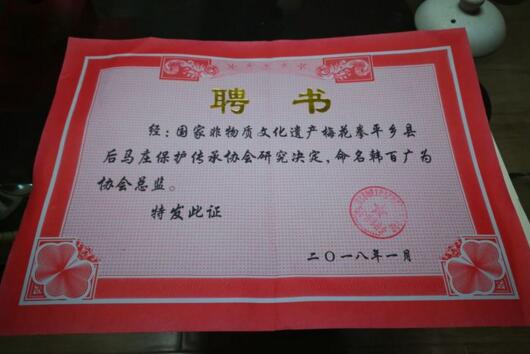 聘 书
经：国家非物质文化遗产梅花拳平乡县
后马庄保护传承协会研究决定，命名韩百广为
协会总监。
特发此证
二〇一八年一月